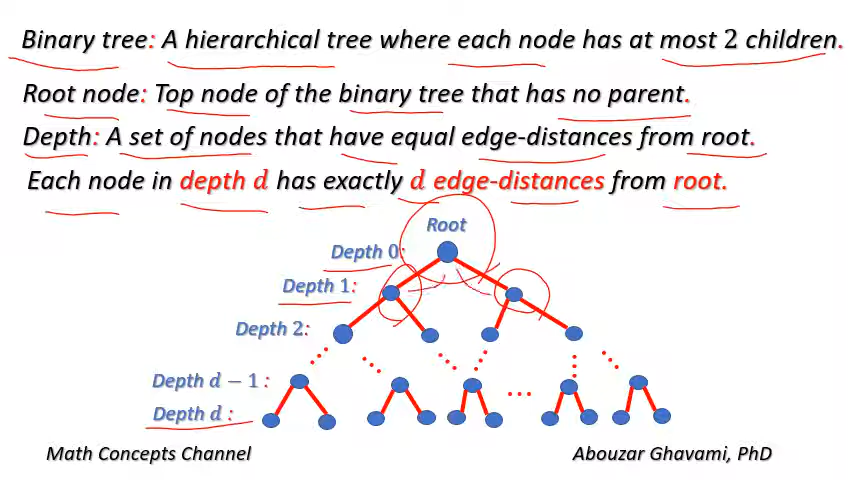 Binary tree: A hierarchical tree where each node has at most 2 children.
Root node: Top node of the binary tree that has no parent.
Depth: A set of nodes that have equal edge-distances from root.
Each node in depth d has exactly d edge-distances from root.
Root
Depth 0:
Depth 1:
Depth 2:
Depth d − 1 :
Depth d :
Math Concepts Channel
Abouzar Ghavami, PhD